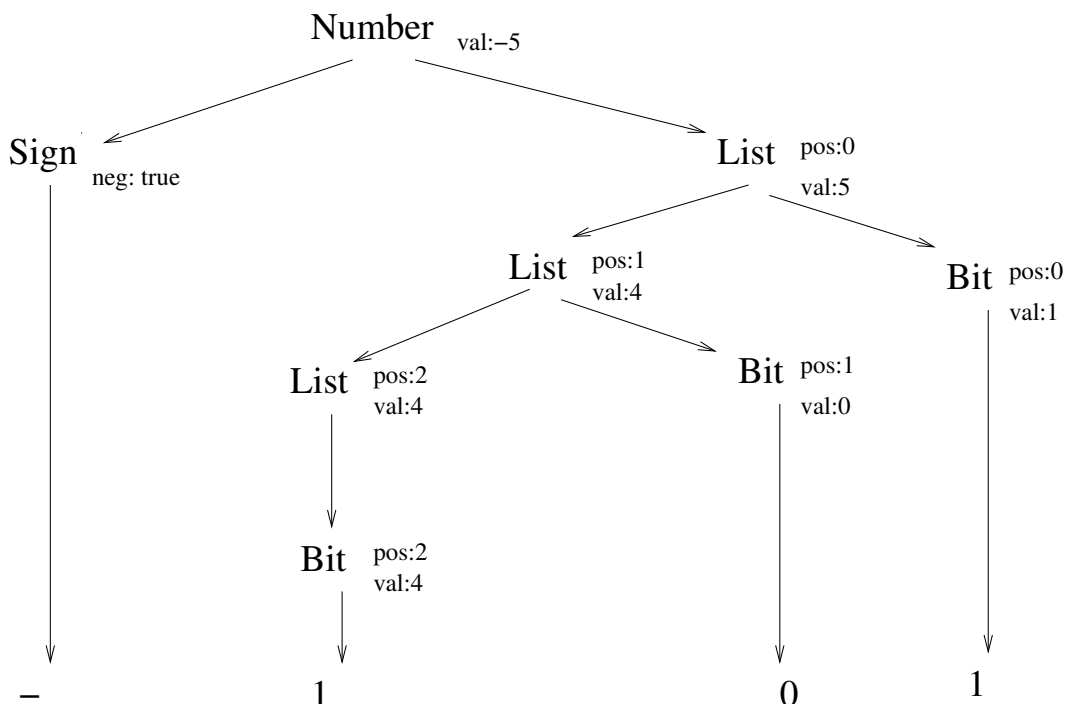 Number val:−5
Sign neg: true
List pos:0
val:5
List pos:1
val:4
Bit pos:0
val:1
List pos:2
val:4
Bit pos:1
val:0
Bit pos:2
val:4
− 1 0 1